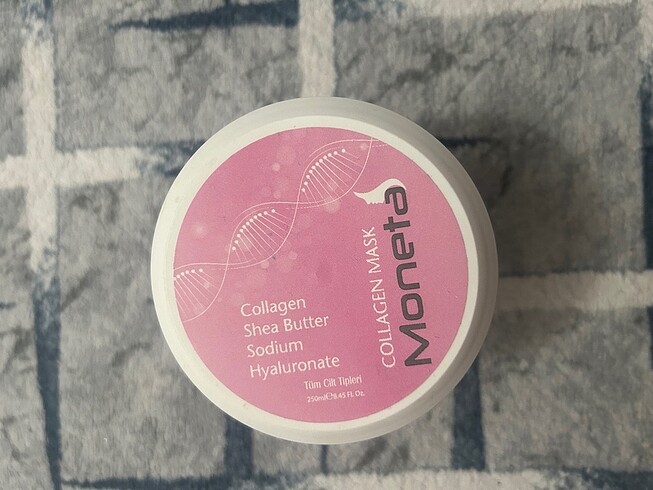 Moneta
COLLAGEN MASK
Collagen
Shea Butter
Sodium
Hyaluronate
Tüm Cilt Tipleri
250ml℮8.45 FL.Oz.